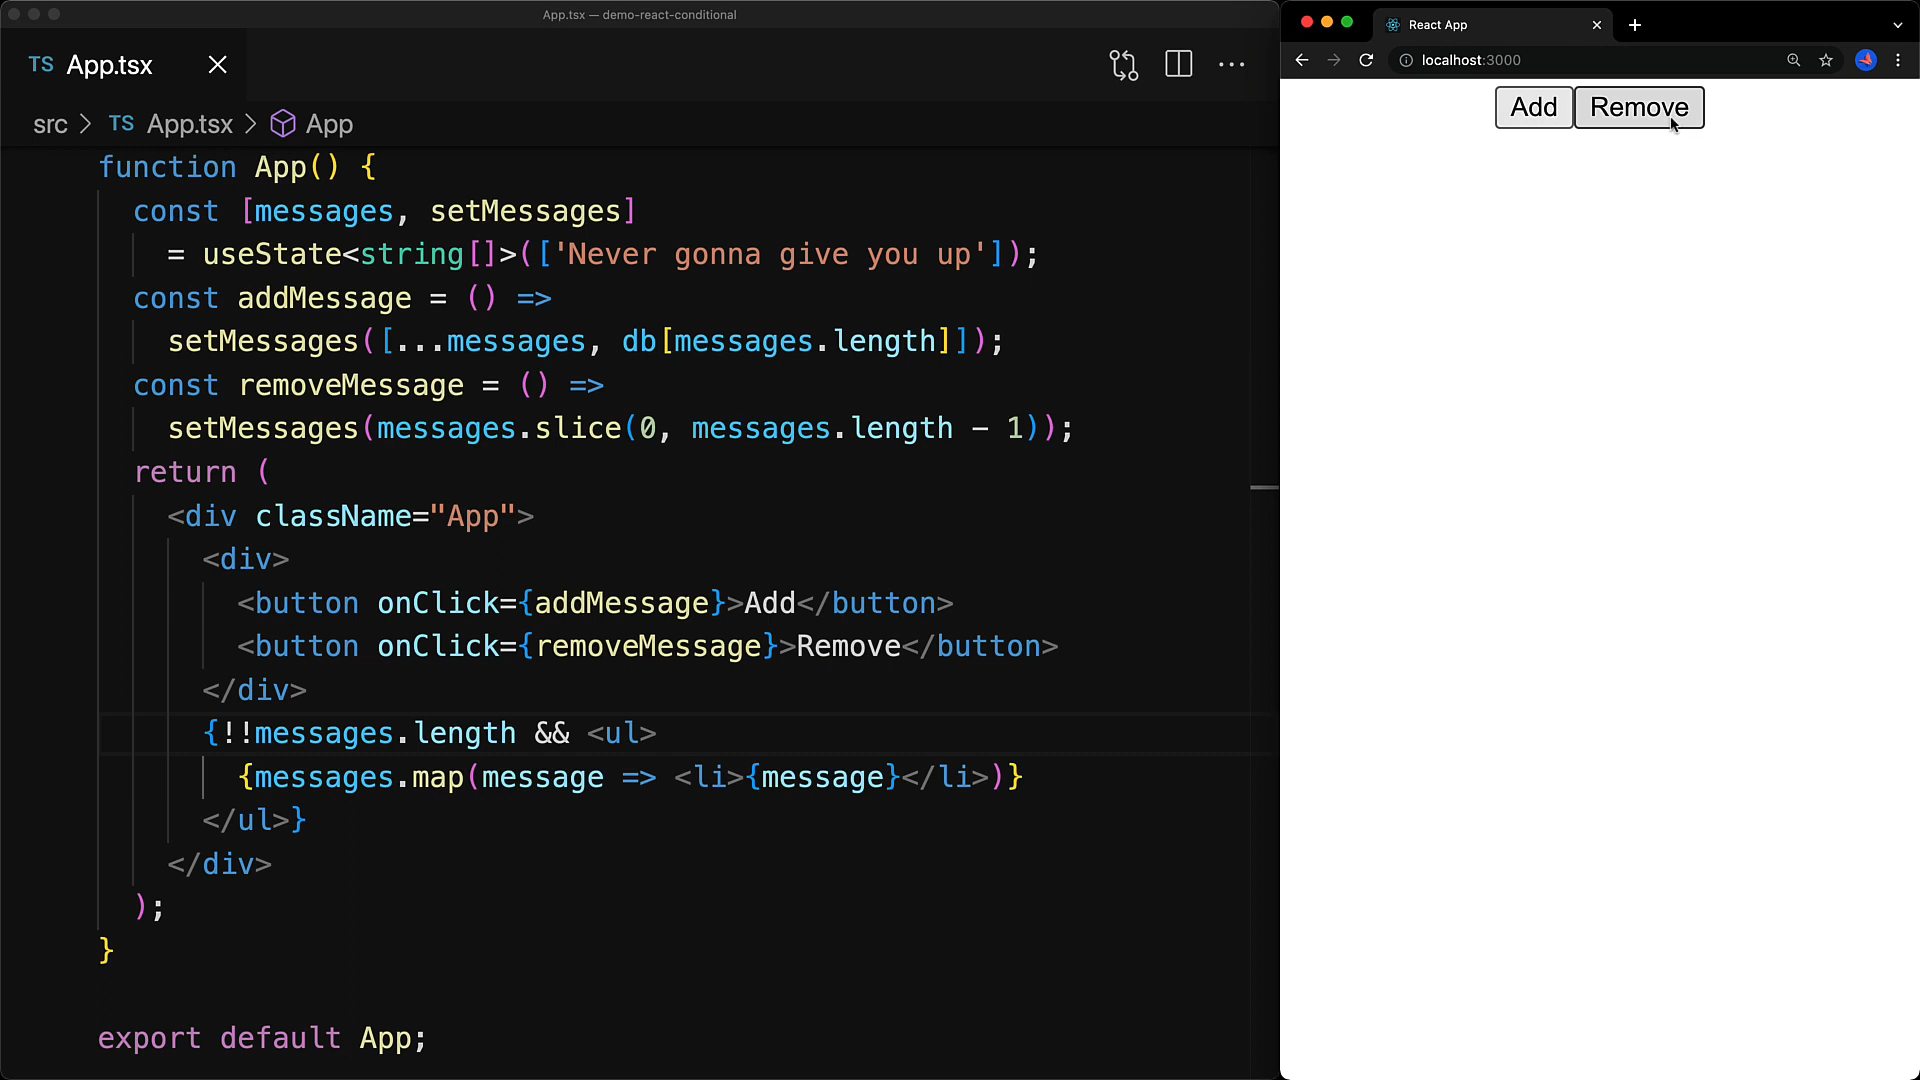 App.tsx — demo-react-conditional
TS App.tsx
src > TS App.tsx > App
function App() {
const [messages, setMessages]
= useState<string[]>(['Never gonna give you up']);
const addMessage = () =>
setMessages([...messages, db[messages.length]]);
const removeMessage = () =>
setMessages(messages.slice(0, messages.length - 1));
return (
<div className="App">
<div>
<button onClick={addMessage}>Add</button>
<button onClick={removeMessage}>Remove</button>
</div>
{!!messages.length && <ul>
{messages.map(message => <li>{message}</li>)}
</ul>}
</div>
);
}
export default App;
React App
localhost:3000
Add Remove